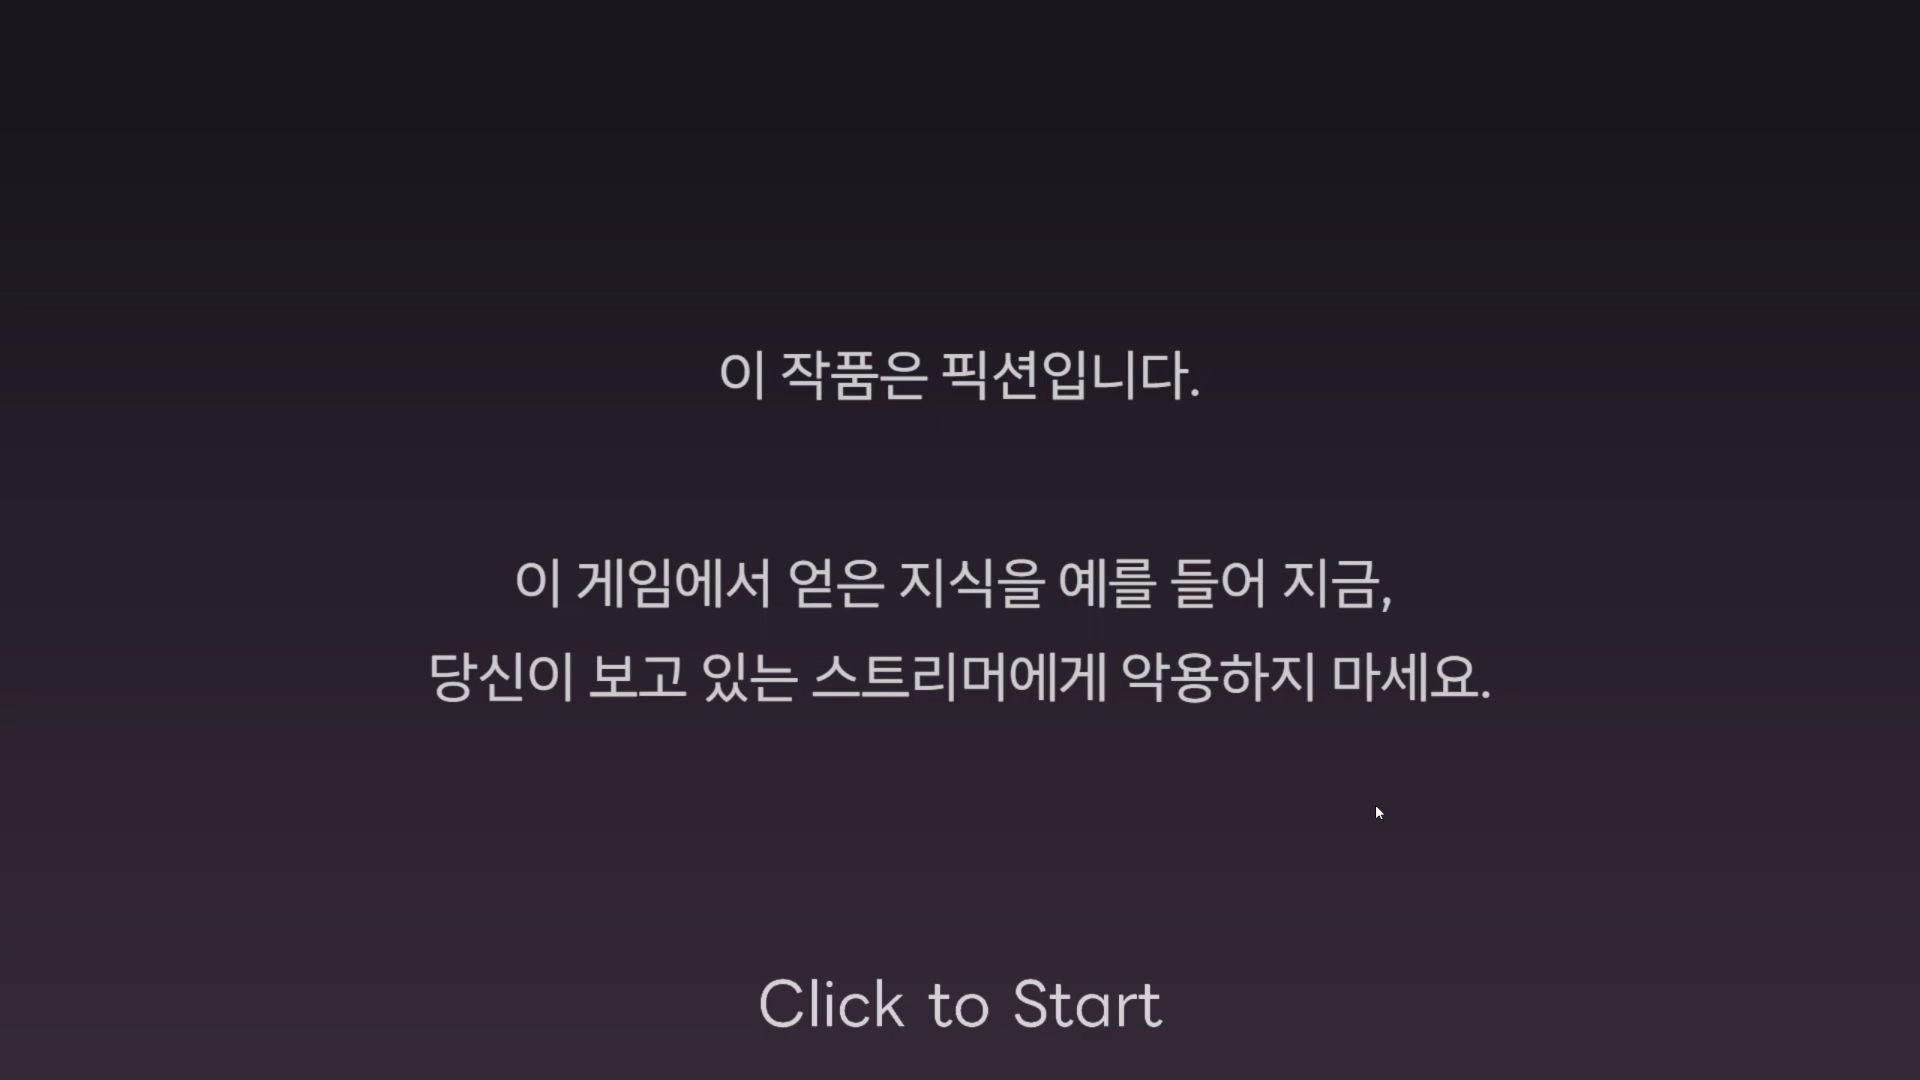 이 작품은 픽션입니다.
이 게임에서 얻은 지식을 예를 들어 지금,
당신이 보고 있는 스트리머에게 악용하지 마세요.
Click to Start